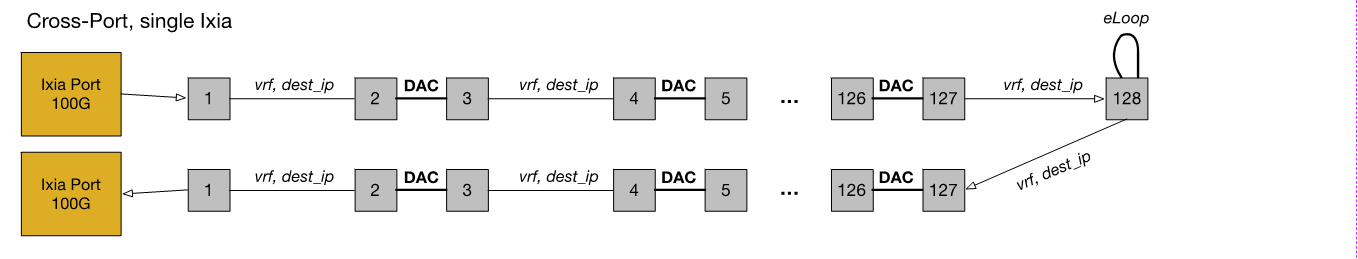 Cross-Port, single Ixia
eLoop
Ixia Port
100G
1
vrf, dest_ip
2
DAC
3
vrf, dest_ip
4
DAC
5
...
126
DAC
127
vrf, dest_ip
128
Ixia Port
100G
1
vrf, dest_ip
2
DAC
3
vrf, dest_ip
4
DAC
5
...
126
DAC
127
vrf, dest_ip